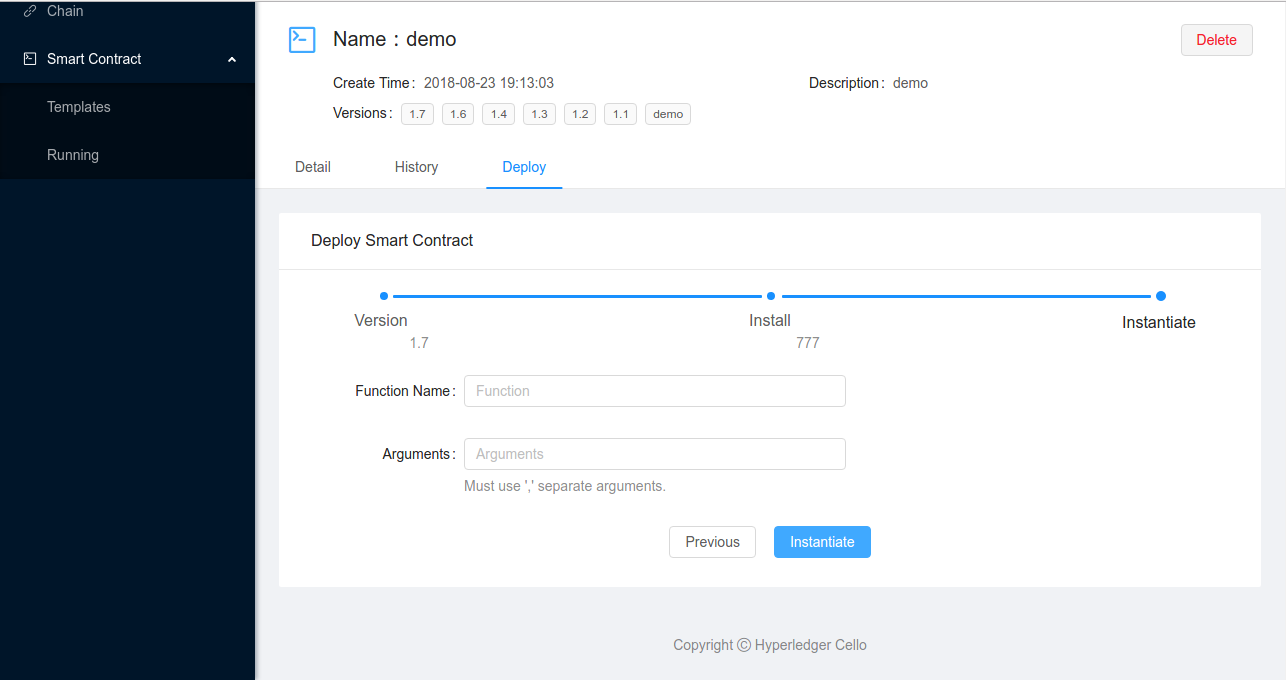 Chain
Smart Contract
Templates
Running
Name : demo
Delete
Create Time : 2018-08-23 19:13:03
Description : demo
Versions : 1.7 1.6 1.4 1.3 1.2 1.1 demo
Detail History Deploy
Deploy Smart Contract
Version Install Instantiate
1.7 777
Function Name : Function
Arguments : Arguments
Must use ',' separate arguments.
Previous Instantiate
Copyright © Hyperledger Cello